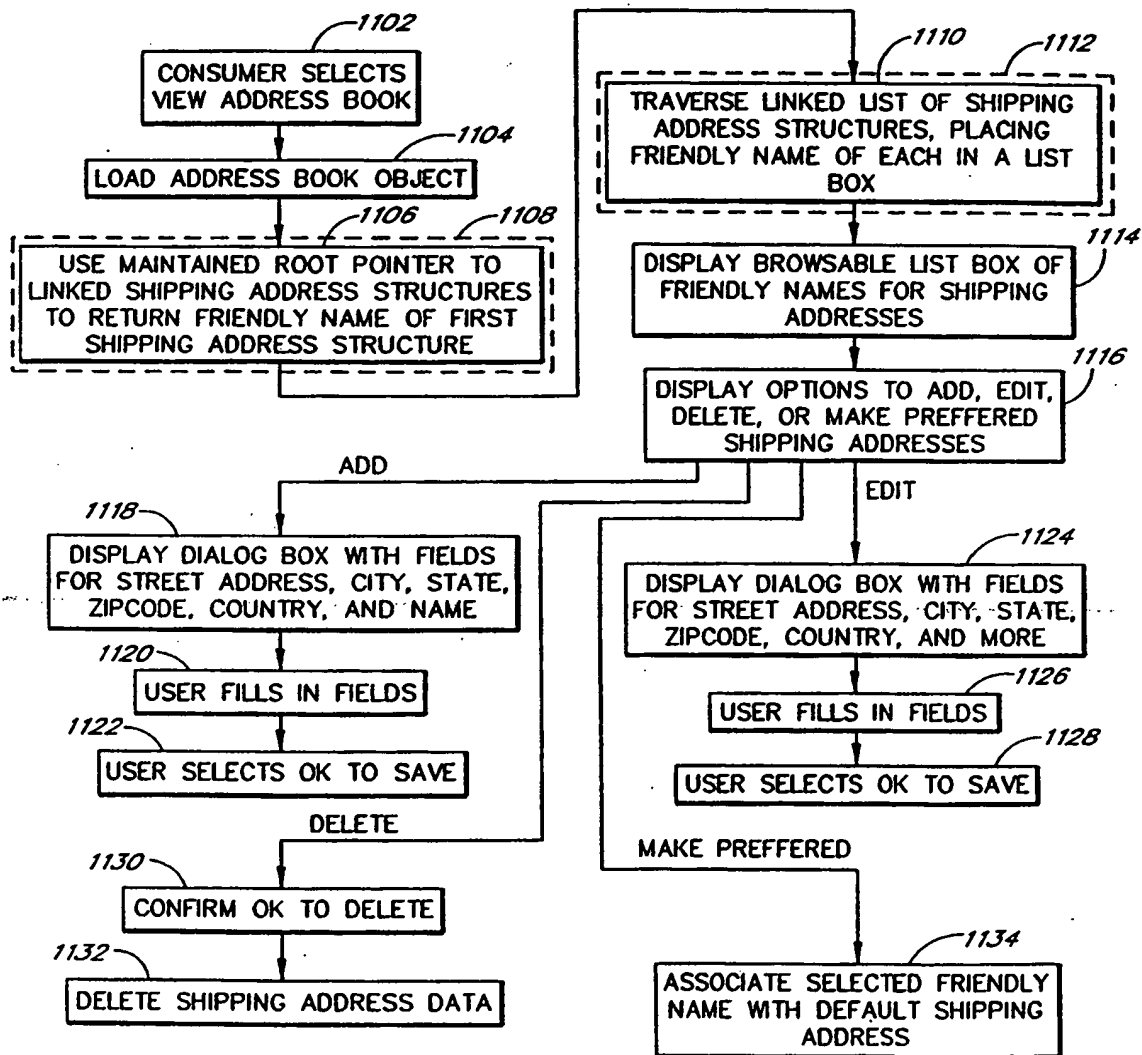 1102
CONSUMER SELECTS
VIEW ADDRESS BOOK
1104
LOAD ADDRESS BOOK OBJECT
1106
1108
USE MAINTAINED ROOT POINTER TO
LINKED SHIPPING ADDRESS STRUCTURES
TO RETURN FRIENDLY NAME OF FIRST
SHIPPING ADDRESS STRUCTURE
1110
1112
TRAVERSE LINKED LIST OF SHIPPING
ADDRESS STRUCTURES, PLACING
FRIENDLY NAME OF EACH IN A LIST
BOX
1114
DISPLAY BROWSABLE LIST BOX OF
FRIENDLY NAMES FOR SHIPPING
ADDRESSES
1116
DISPLAY OPTIONS TO ADD, EDIT,
DELETE, OR MAKE PREFFERED
SHIPPING ADDRESSES
ADD
1118
DISPLAY DIALOG BOX WITH FIELDS
FOR STREET ADDRESS, CITY, STATE,
ZIPCODE, COUNTRY, AND NAME
1120
USER FILLS IN FIELDS
1122
USER SELECTS OK TO SAVE
EDIT
1124
DISPLAY DIALOG BOX WITH FIELDS
FOR STREET ADDRESS, CITY, STATE,
ZIPCODE, COUNTRY, AND MORE
1126
USER FILLS IN FIELDS
1128
USER SELECTS OK TO SAVE
DELETE
1130
CONFIRM OK TO DELETE
1132
DELETE SHIPPING ADDRESS DATA
MAKE PREFFERED
1134
ASSOCIATE SELECTED FRIENDLY
NAME WITH DEFAULT SHIPPING
ADDRESS